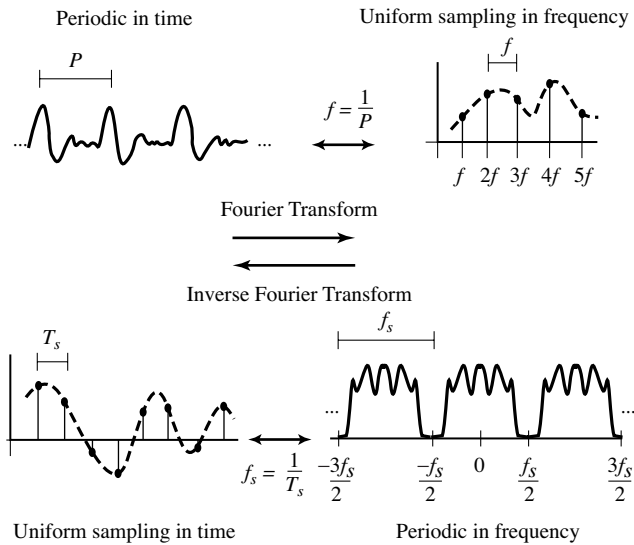 Periodic in time
Uniform sampling in frequency
P
f
f = 1/P
...
...
f 2f 3f 4f 5f
Fourier Transform
Inverse Fourier Transform
T_s
f_s
...
...
f_s = 1/T_s
-3f_s/2 -f_s/2 0 f_s/2 3f_s/2
Uniform sampling in time
Periodic in frequency